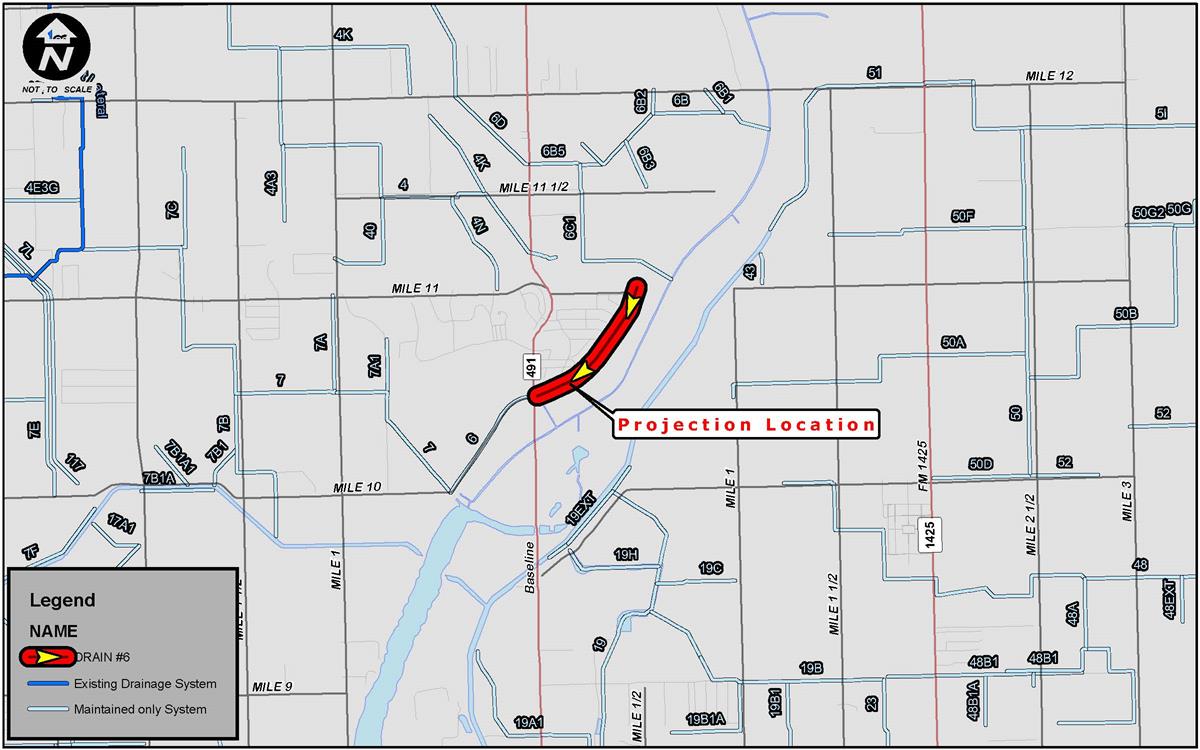 N
NOT TO SCALE
4K
51
MILE 12
6B2
6B
6B1
5I
6D
4K
6B5
6B3
4E3G
7C
4A3
4
MILE 11 1/2
50G2
50G
50F
40
4N
6C1
7L
43
MILE 11
50B
7A
7A1
491
50A
7
Projection Location
7E
7B
7
6
50
52
117
7B1A1
7B1
7B1A
MILE 10
MILE 1
FM 1425
50D
52
MILE 3
17A1
19EXT
1425
MILE 2 1/2
7F
19H
19C
48
MILE 1
Baseline
MILE 1 1/2
48A
48EXT
19
19B
48B1
48B1
MILE 9
19A1
MILE 1/2
19B1A
19B1
23
48B1A
Legend
NAME
DRAIN #6
Existing Drainage System
Maintained only System